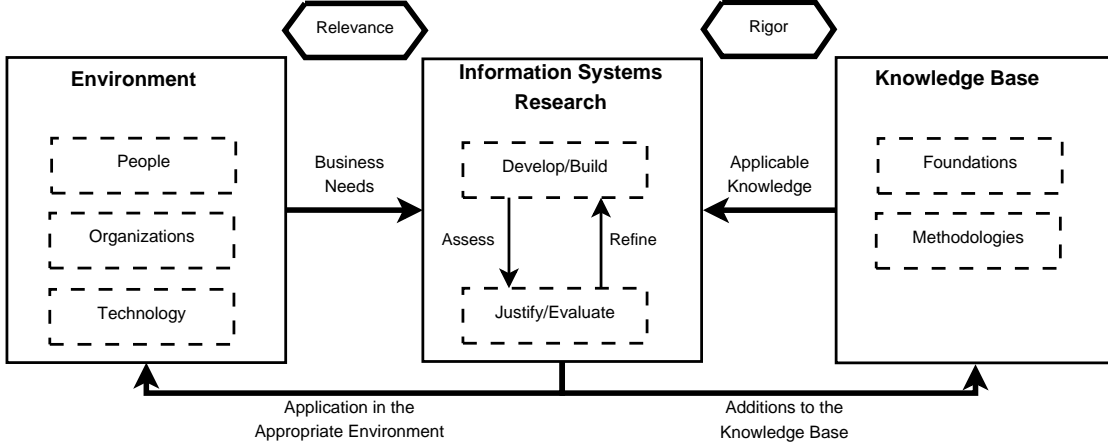 Relevance
Rigor
Environment
People
Organizations
Technology
Business
Needs
Information Systems
Research
Develop/Build
Assess
Refine
Justify/Evaluate
Applicable
Knowledge
Knowledge Base
Foundations
Methodologies
Application in the
Appropriate Environment
Additions to the
Knowledge Base